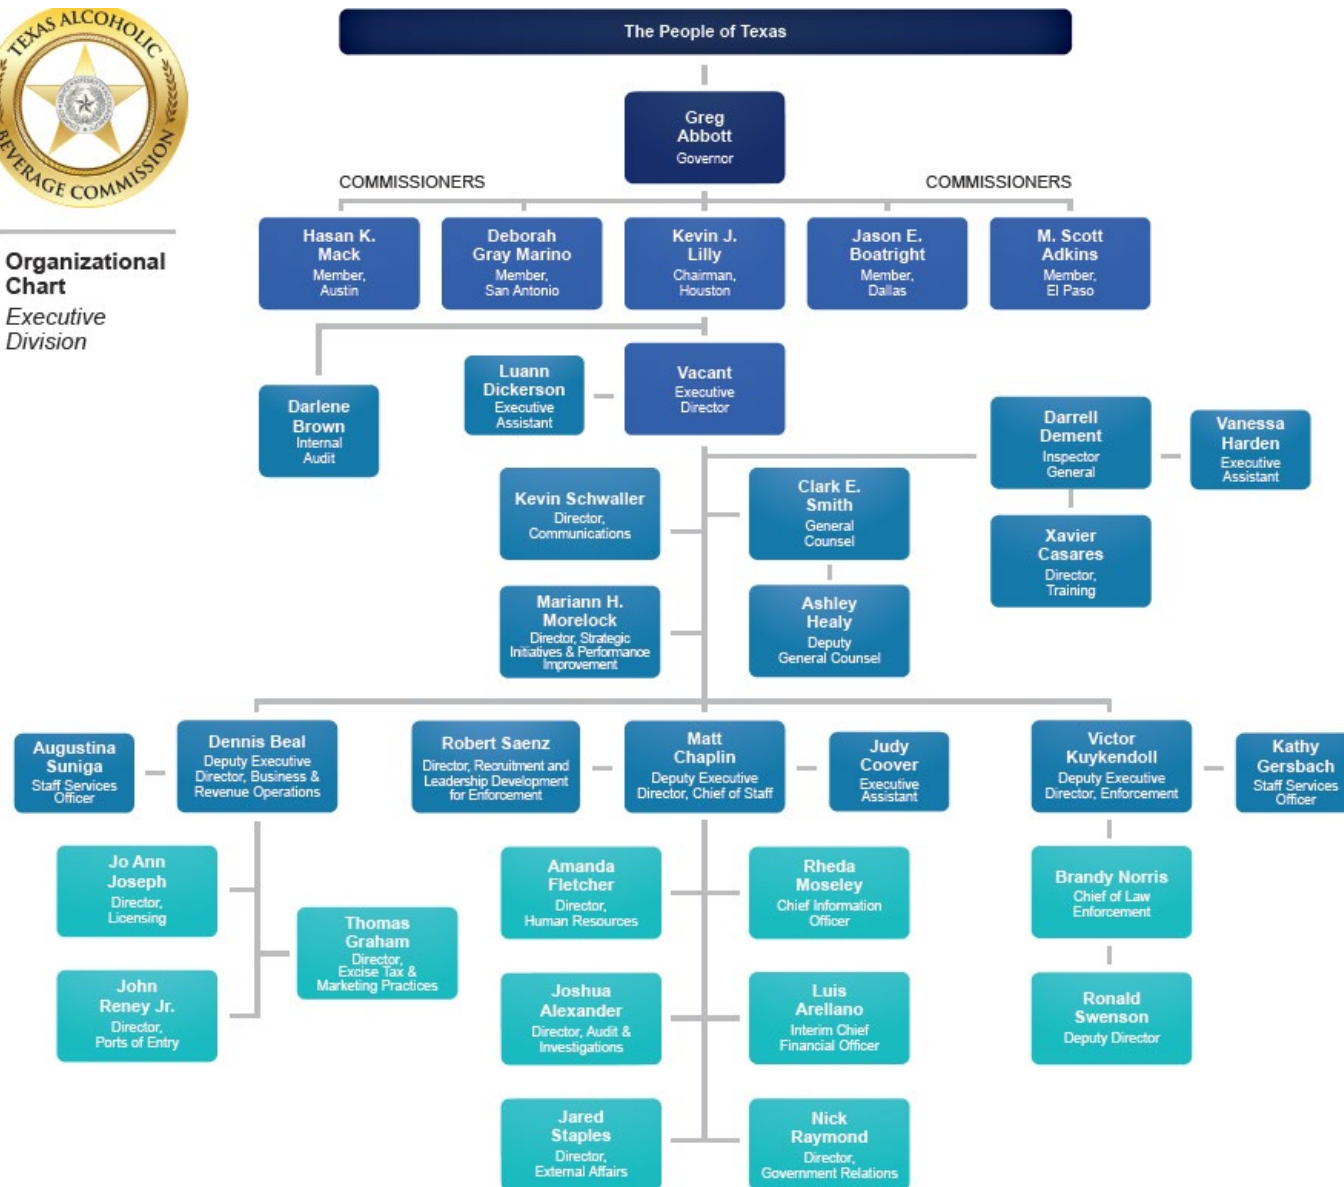 TEXAS ALCOHOLIC
BEVERAGE COMMISSION
Organizational
Chart
Executive
Division
The People of Texas
Greg
Abbott
Governor
COMMISSIONERS
COMMISSIONERS
Hasan K.
Mack
Member,
Austin
Deborah
Gray Marino
Member,
San Antonio
Kevin J.
Lilly
Chairman,
Houston
Jason E.
Boatright
Member,
Dallas
M. Scott
Adkins
Member,
El Paso
Darlene
Brown
Internal
Audit
Luann
Dickerson
Executive
Assistant
Vacant
Executive
Director
Darrell
Dement
Inspector
General
Vanessa
Harden
Executive
Assistant
Kevin Schwaller
Director,
Communications
Clark E.
Smith
General
Counsel
Xavier
Casares
Director,
Training
Mariann H.
Morelock
Director, Strategic
Initiatives & Performance
Improvement
Ashley
Healy
Deputy
General Counsel
Augustina
Suniga
Staff Services
Officer
Dennis Beal
Deputy Executive
Director, Business &
Revenue Operations
Robert Saenz
Director, Recruitment and
Leadership Development
for Enforcement
Matt
Chaplin
Deputy Executive
Director, Chief of Staff
Judy
Coover
Executive
Assistant
Victor
Kuykendoll
Deputy Executive
Director, Enforcement
Kathy
Gersbach
Staff Services
Officer
Jo Ann
Joseph
Director,
Licensing
Thomas
Graham
Director,
Excise Tax &
Marketing Practices
John
Reney Jr.
Director,
Ports of Entry
Amanda
Fletcher
Director,
Human Resources
Rheda
Moseley
Chief Information
Officer
Brandy Norris
Chief of Law
Enforcement
Joshua
Alexander
Director, Audit &
Investigations
Luis
Arellano
Interim Chief
Financial Officer
Ronald
Swenson
Deputy Director
Jared
Staples
Director,
External Affairs
Nick
Raymond
Director,
Government Relations